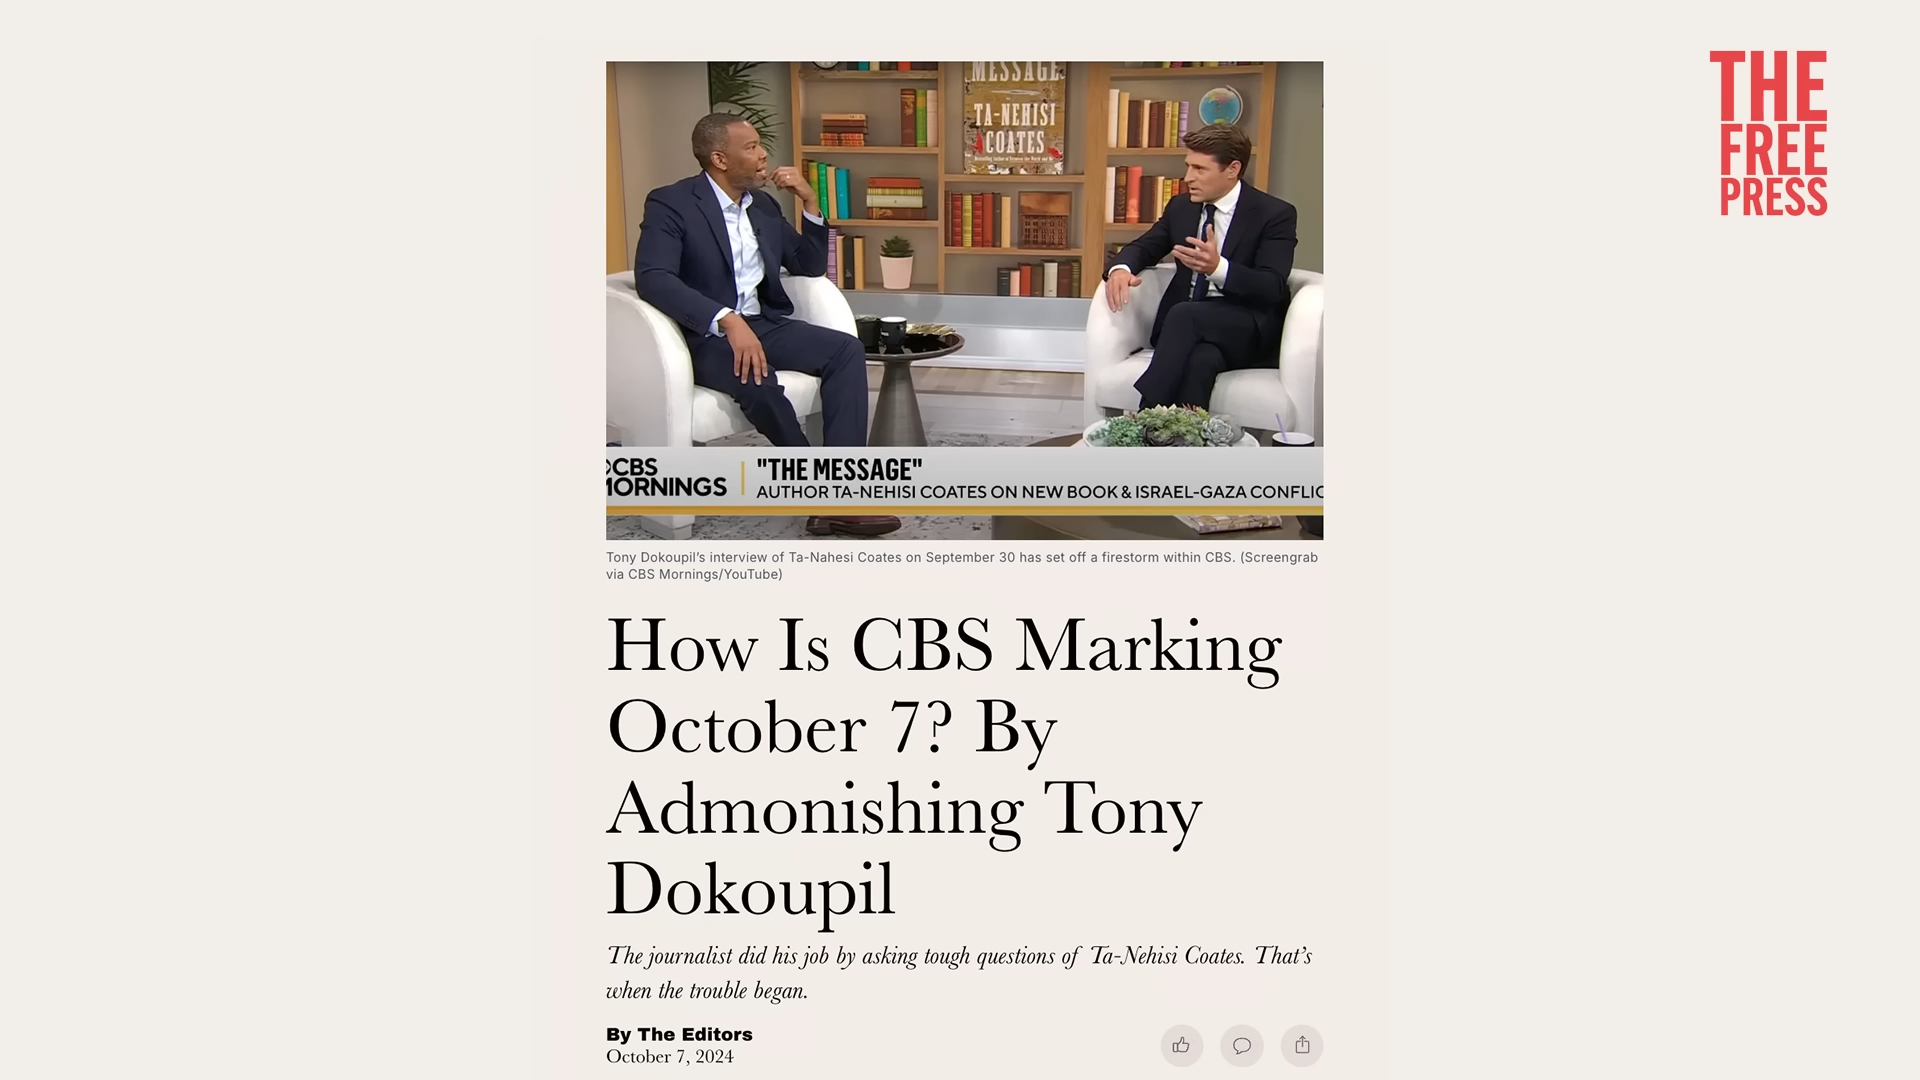 THE
FREE
PRESS
MESSAGE
TA-NEHISI
COATES
CBS
MORNINGS
"THE MESSAGE"
AUTHOR TA-NEHISI COATES ON NEW BOOK & ISRAEL-GAZA CONFLIC
Tony Dokoupil’s interview of Ta-Nahesi Coates on September 30 has set off a firestorm within CBS. (Screengrab
via CBS Mornings/YouTube)
How Is CBS Marking
October 7? By
Admonishing Tony
Dokoupil
The journalist did his job by asking tough questions of Ta-Nehisi Coates. That’s
when the trouble began.
By The Editors
October 7, 2024